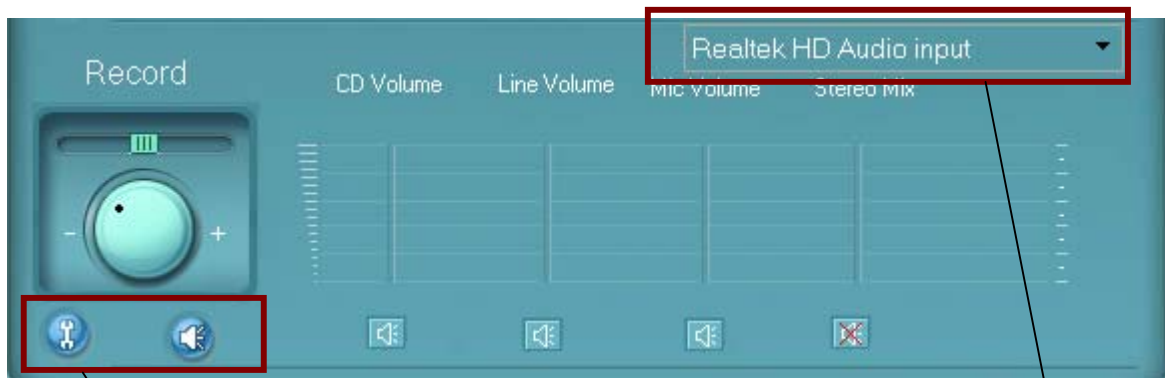 Realtek HD Audio input
Record
CD Volume
Line Volume
Mic Volume
Stereo Mix
-
+